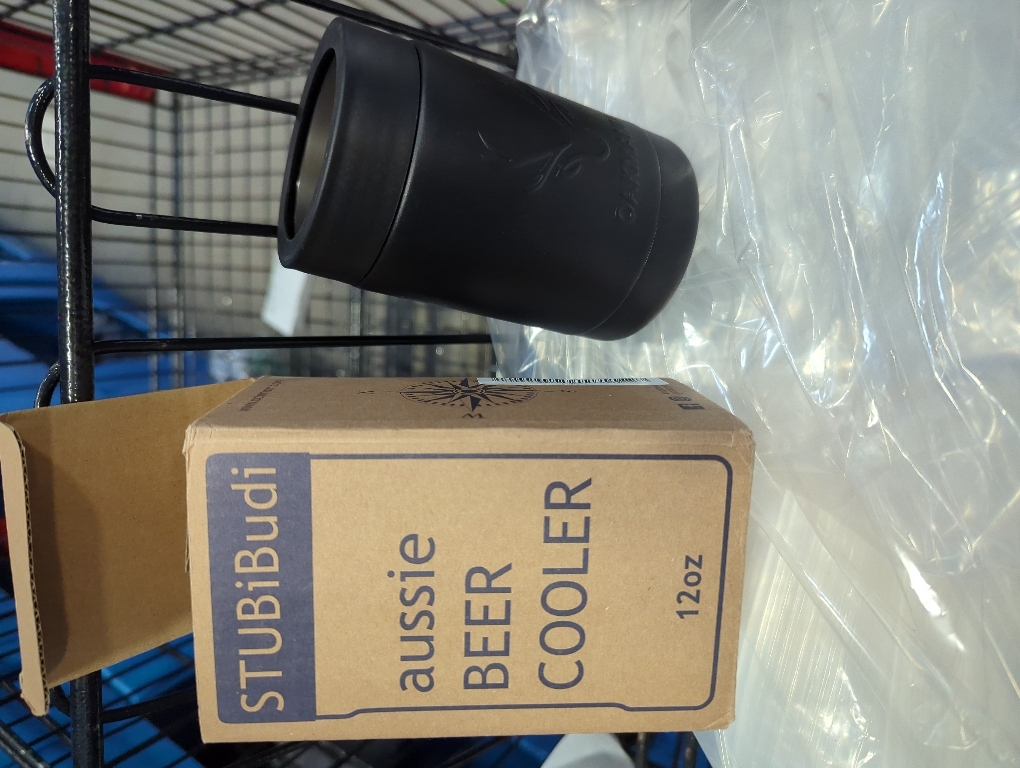 STUBiBudi
aussie
BEER
COOLER
12oz
W